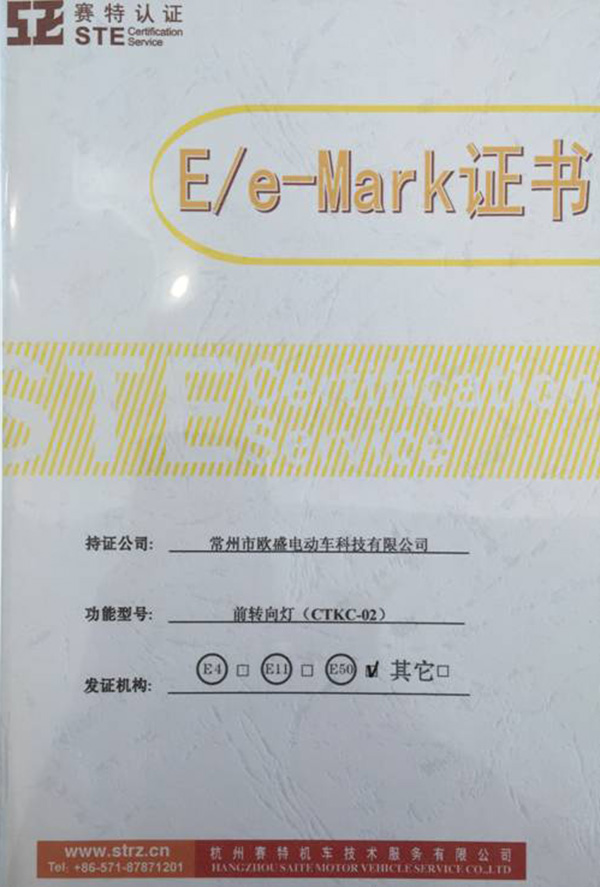 赛特认证
STE Certification Service
E/e-Mark证书
STE Certification Service
持证公司: 常州市欧盛电动车科技有限公司
功能型号: 前转向灯（CTKC-02）
发证机构: E4 □ E11 □ E50 ☑ 其它□
www.strz.cn
Tel: +86-571-87871201
杭州赛特机车技术服务有限公司
HANGZHOU SAITE MOTOR VEHICLE SERVICE CO.,LTD